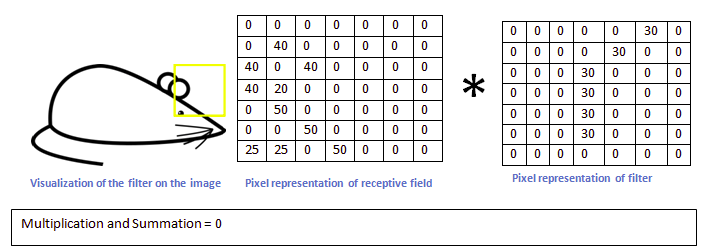 0 0 0 0 0 0 0
0 40 0 0 0 0 0
40 0 40 0 0 0 0
40 20 0 0 0 0 0
0 50 0 0 0 0 0
0 0 50 0 0 0 0
25 25 0 50 0 0 0
*
0 0 0 0 0 30 0
0 0 0 0 30 0 0
0 0 0 30 0 0 0
0 0 0 30 0 0 0
0 0 0 30 0 0 0
0 0 0 30 0 0 0
0 0 0 0 0 0 0
Visualization of the filter on the image
Pixel representation of receptive field
Pixel representation of filter
Multiplication and Summation = 0